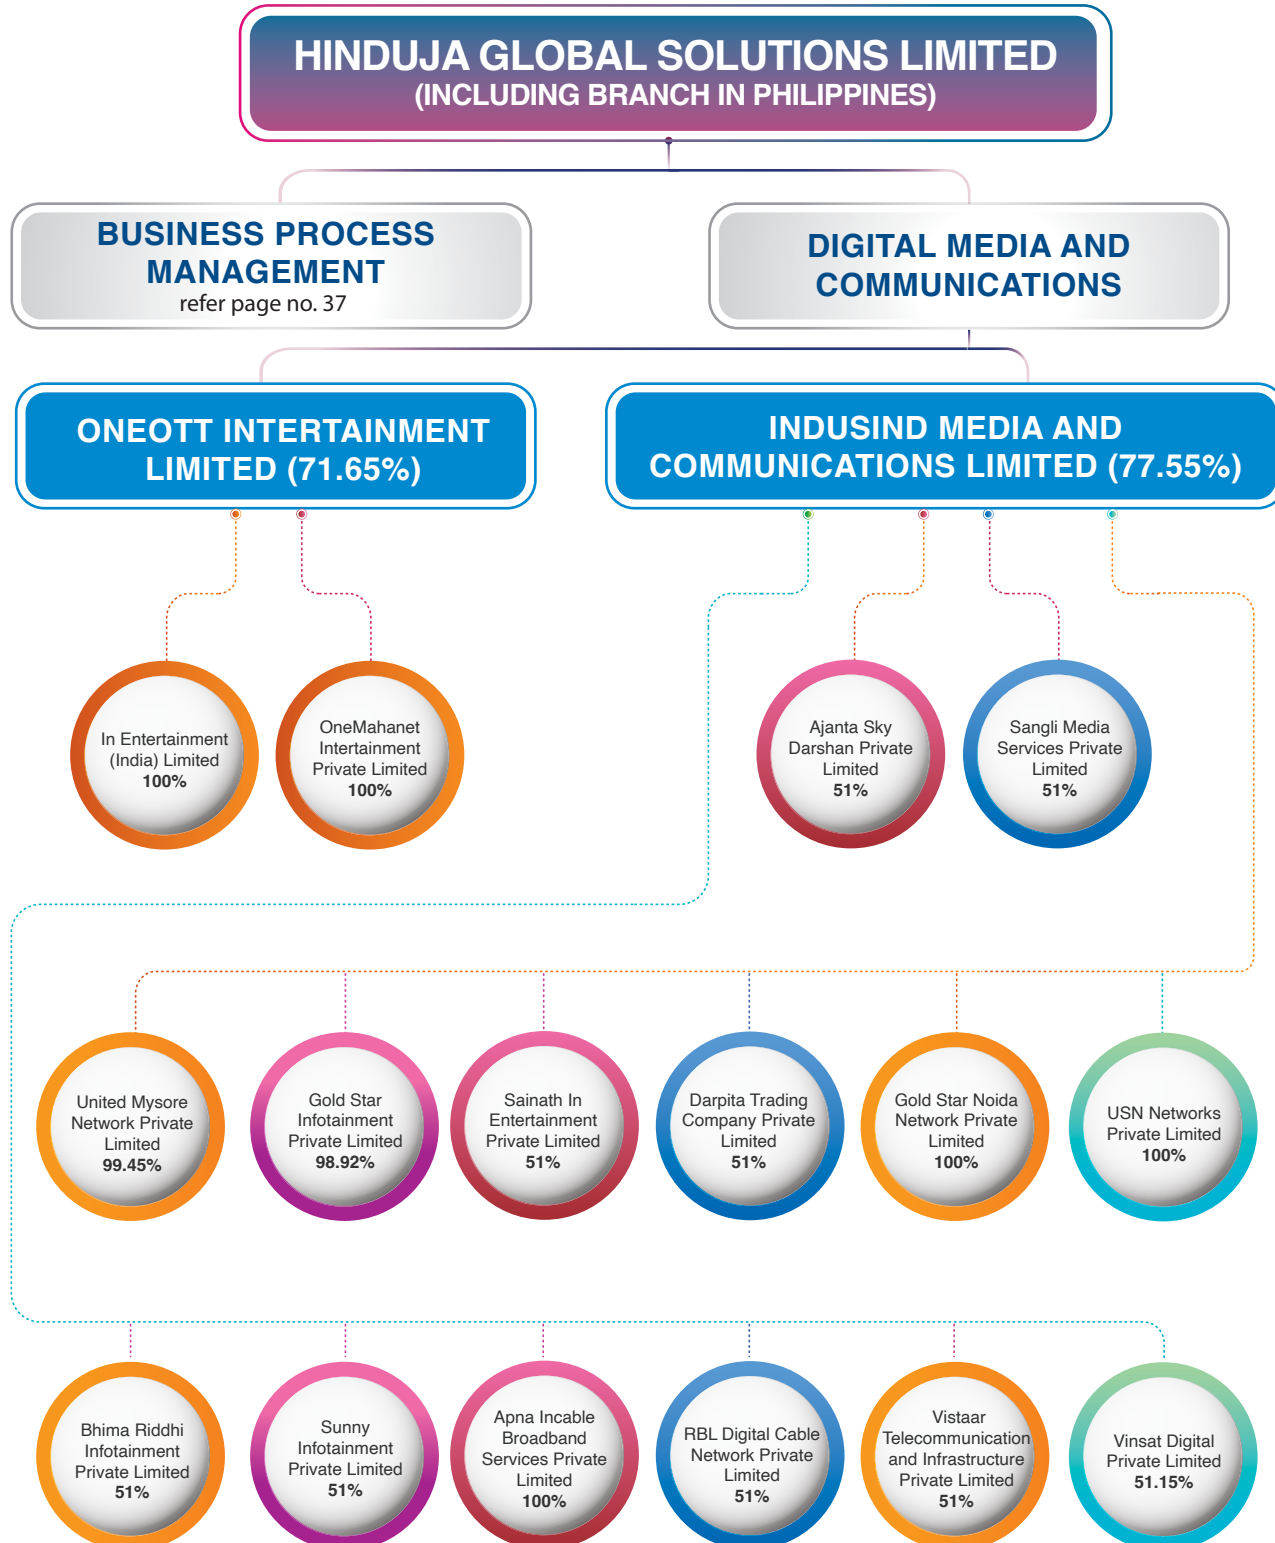 HINDUJA GLOBAL SOLUTIONS LIMITED
(INCLUDING BRANCH IN PHILIPPINES)
BUSINESS PROCESS
MANAGEMENT
refer page no. 37
DIGITAL MEDIA AND
COMMUNICATIONS
ONEOTT INTERTAINMENT
LIMITED (71.65%)
INDUSIND MEDIA AND
COMMUNICATIONS LIMITED (77.55%)
In Entertainment
(India) Limited
100%
OneMahanet
Intertainment
Private Limited
100%
Ajanta Sky
Darshan Private
Limited
51%
Sangli Media
Services Private
Limited
51%
United Mysore
Network Private
Limited
99.45%
Gold Star
Infotainment
Private Limited
98.92%
Sainath In
Entertainment
Private Limited
51%
Darpita Trading
Company Private
Limited
51%
Gold Star Noida
Network Private
Limited
100%
USN Networks
Private Limited
100%
Bhima Riddhi
Infotainment
Private Limited
51%
Sunny
Infotainment
Private Limited
51%
Apna Incable
Broadband
Services Private
Limited
100%
RBL Digital Cable
Network Private
Limited
51%
Vistaar
Telecommunication
and Infrastructure
Private Limited
51%
Vinsat Digital
Private Limited
51.15%